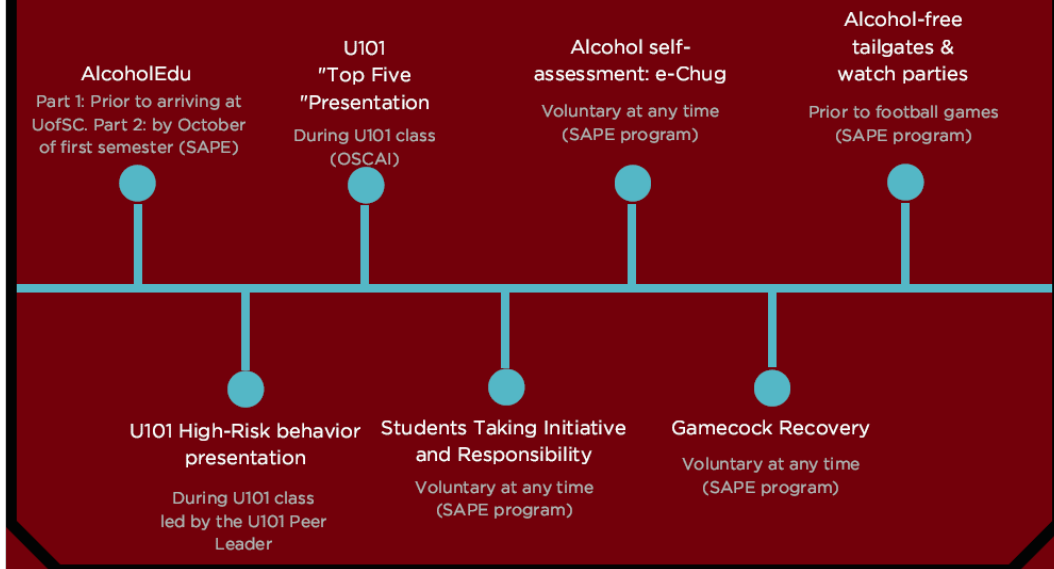 AlcoholEdu
Part 1: Prior to arriving at
UofSC. Part 2: by October
of first semester (SAPE)
U101
"Top Five
"Presentation
During U101 class
(OSCAI)
Alcohol self-
assessment: e-Chug
Voluntary at any time
(SAPE program)
Alcohol-free
tailgates &
watch parties
Prior to football games
(SAPE program)
U101 High-Risk behavior
presentation
During U101 class
led by the U101 Peer
Leader
Students Taking Initiative
and Responsibility
Voluntary at any time
(SAPE program)
Gamecock Recovery
Voluntary at any time
(SAPE program)